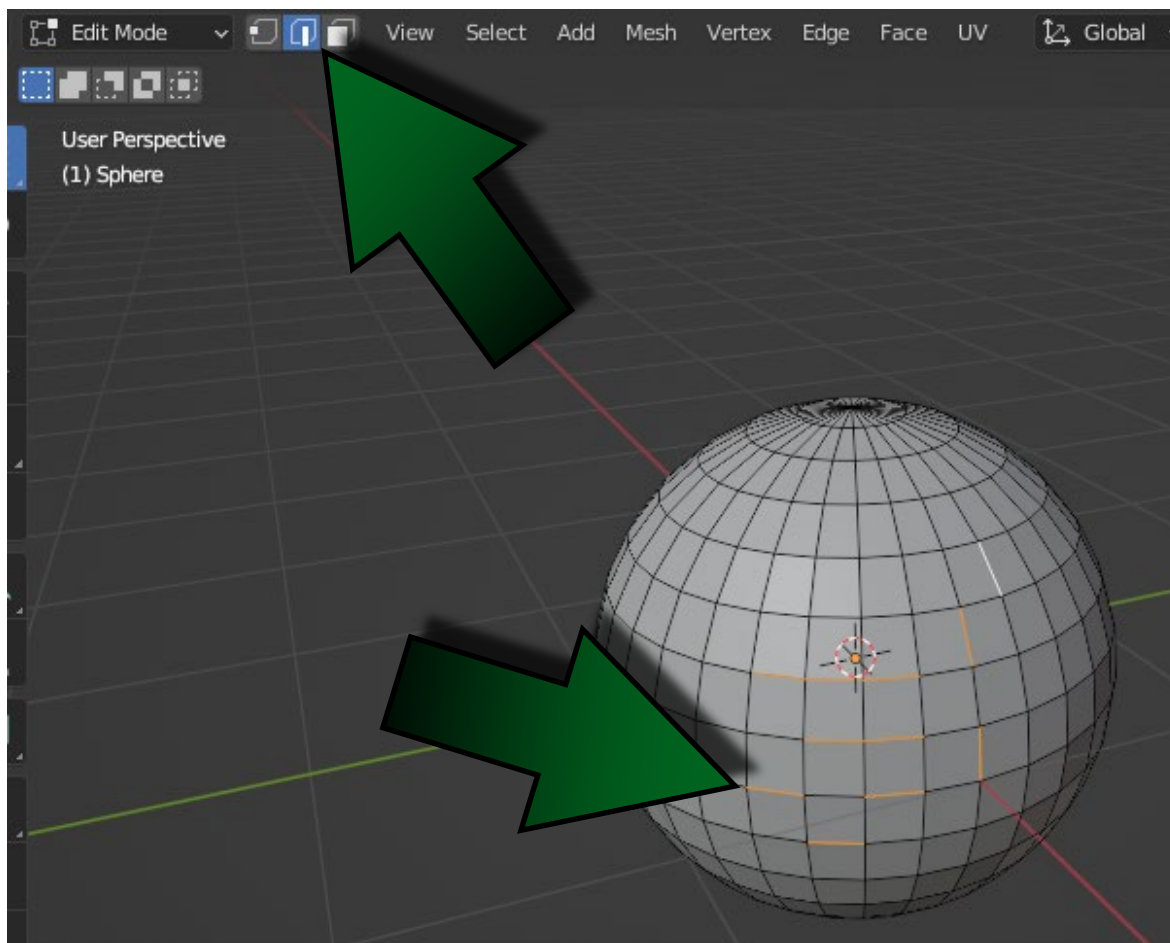 Edit Mode View Select Add Mesh Vertex Edge Face UV Global
User Perspective
(1) Sphere